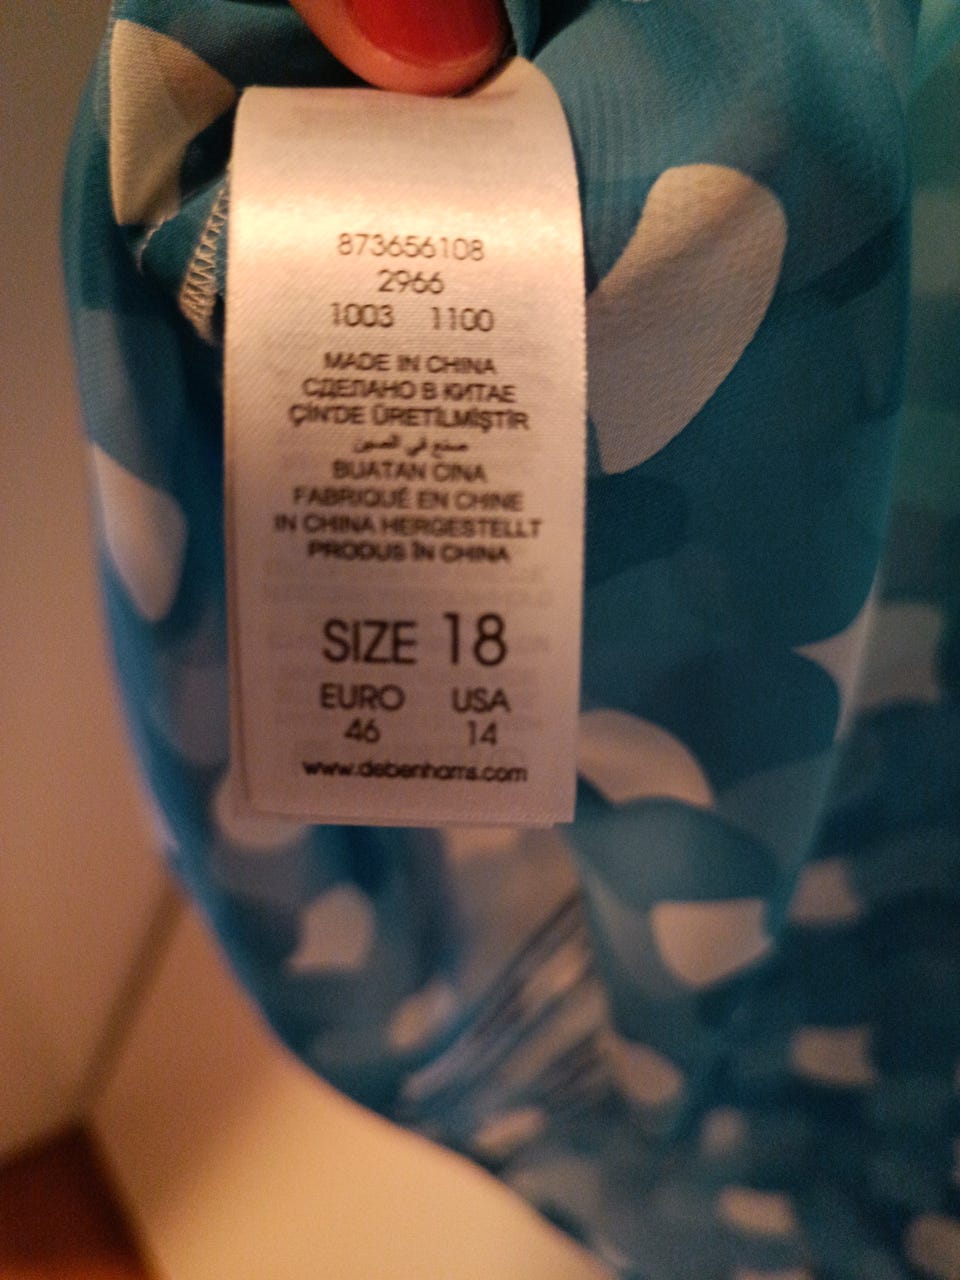 873656108
2966
1003 1100
MADE IN CHINA
СДЕЛАНО В КИТАЕ
ÇİN'DE ÜRETİLMİŞTİR
صنع في الصين
BUATAN CINA
FABRIQUÉ EN CHINE
IN CHINA HERGESTELLT
PRODUS ÎN CHINA
SIZE 18
EURO USA
46 14
www.debenhams.com